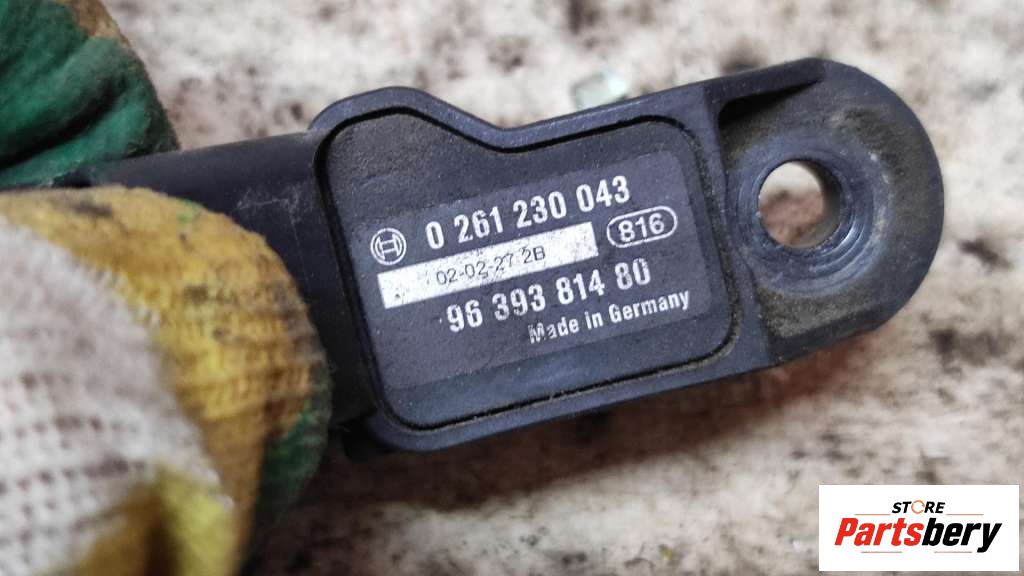 0 261 230 043
02-02-27 2B
816
96 393 814 80
Made in Germany
STORE
Partsbery